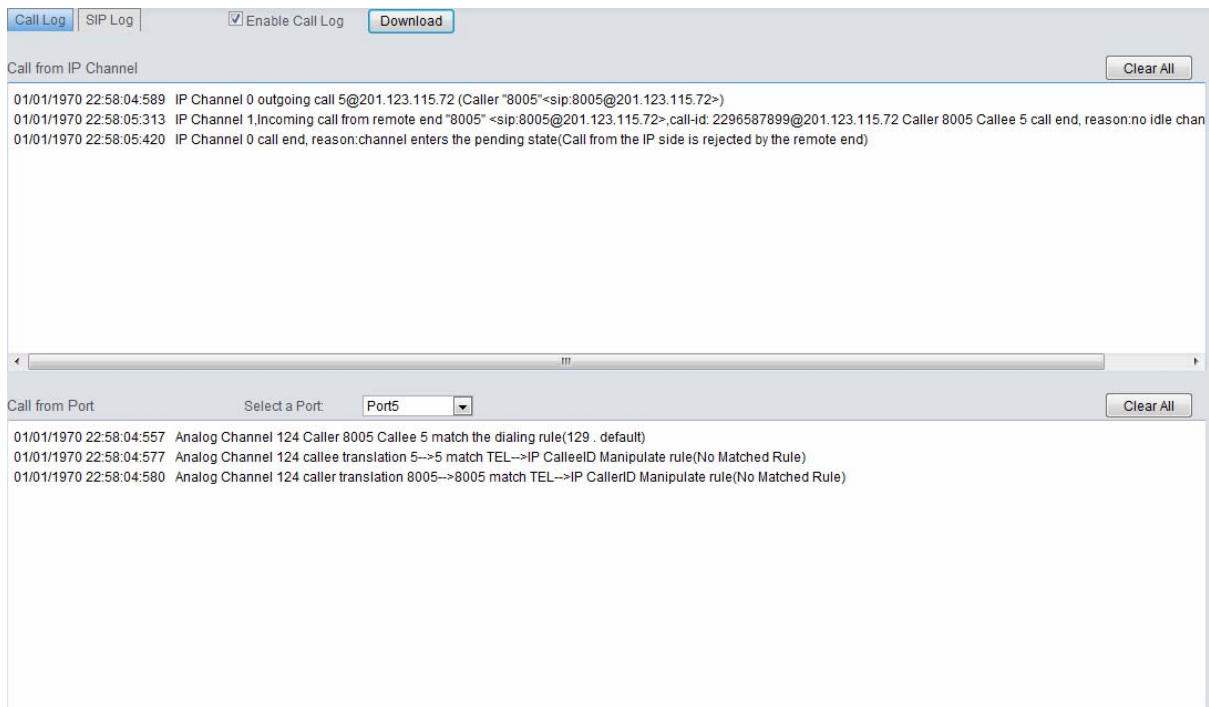 Call Log SIP Log Enable Call Log Download
Call from IP Channel Clear All
01/01/1970 22:58:04:589 IP Channel 0 outgoing call 5@201.123.115.72 (Caller "8005"<sip:8005@201.123.115.72>)
01/01/1970 22:58:05:313 IP Channel 1,Incoming call from remote end "8005" <sip:8005@201.123.115.72>,call-id: 2296587899@201.123.115.72 Caller 8005 Callee 5 call end, reason:no idle chan
01/01/1970 22:58:05:420 IP Channel 0 call end, reason:channel enters the pending state(Call from the IP side is rejected by the remote end)
Call from Port Select a Port: Port5 Clear All
01/01/1970 22:58:04:557 Analog Channel 124 Caller 8005 Callee 5 match the dialing rule(129 . default)
01/01/1970 22:58:04:577 Analog Channel 124 callee translation 5-->5 match TEL-->IP CalleeID Manipulate rule(No Matched Rule)
01/01/1970 22:58:04:580 Analog Channel 124 caller translation 8005-->8005 match TEL-->IP CallerID Manipulate rule(No Matched Rule)